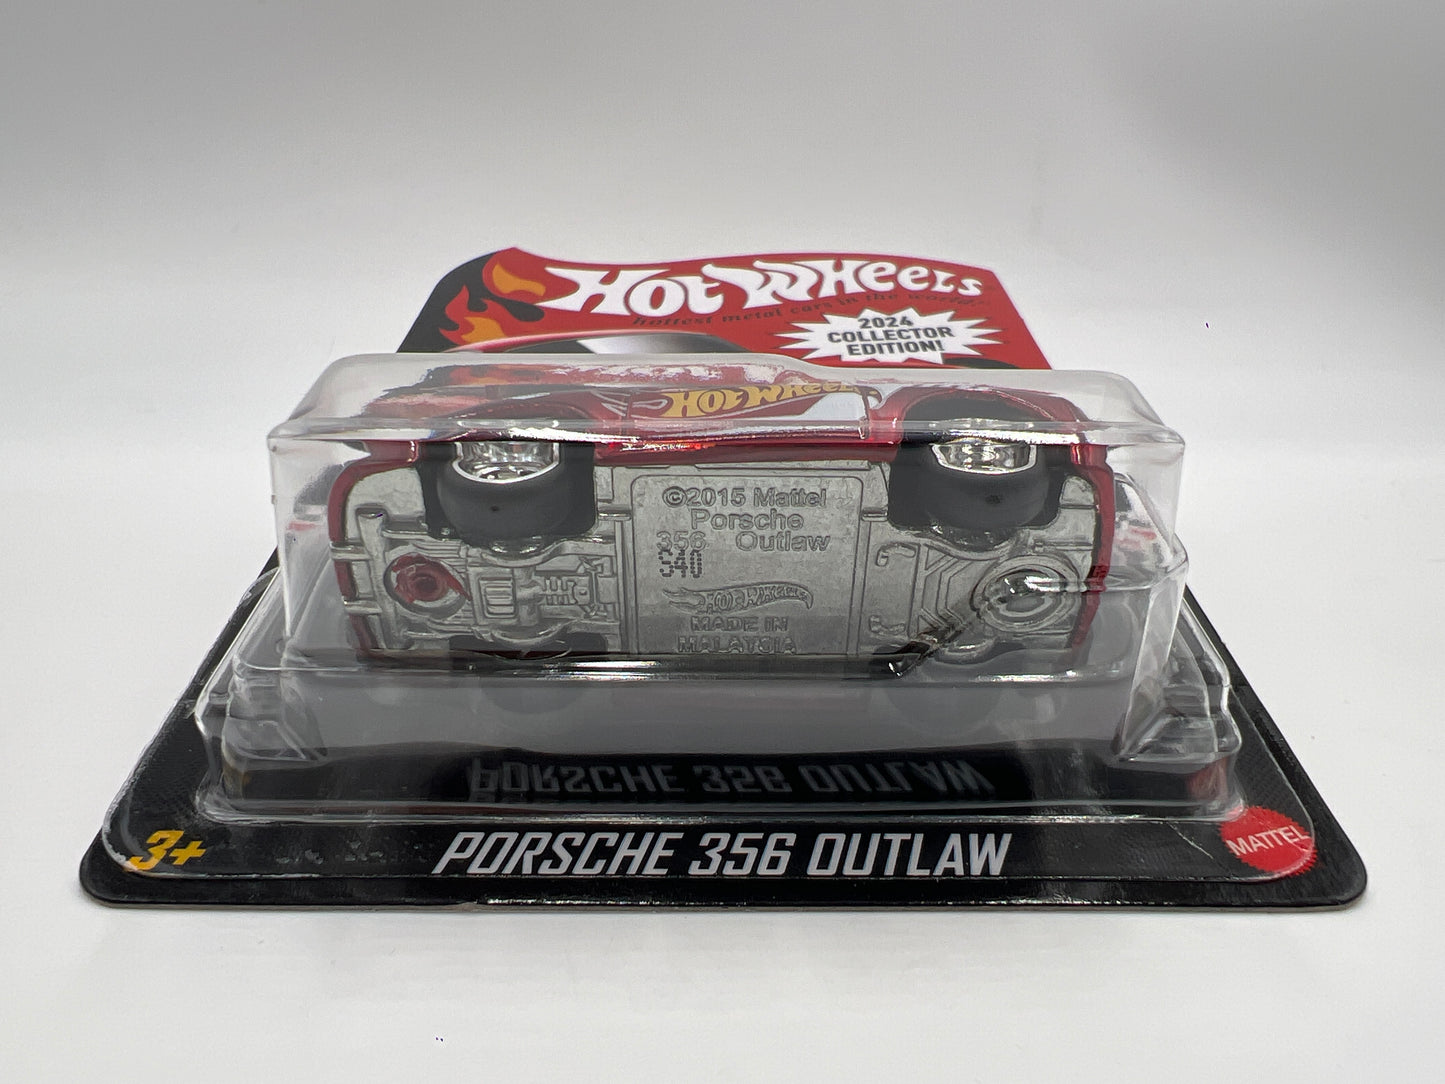 HOT WHEELS
hottest metal cars in the world.
2024
COLLECTOR
EDITION!
HOT WHEELS
©2015 Mattel
Porsche
356 Outlaw
HOT WHEELS
MADE IN
MALAYSIA
PORSCHE 356 OUTLAW
3+
PORSCHE 356 OUTLAW
MATTEL